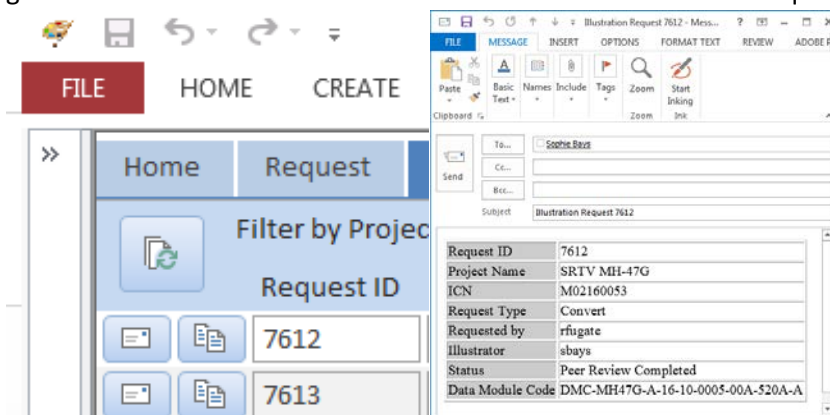 FILE HOME CREATE
Home Request
Filter by Projec
Request ID
7612
7613
Illustration Request 7612 - Mess...
FILE MESSAGE INSERT OPTIONS FORMAT TEXT REVIEW ADOBE P
Paste Basic Text Names Include Tags Zoom Start Inking
Clipboard Zoom Ink
Send
To... Sophie Bays
Cc...
Bcc...
Subject Illustration Request 7612
Request ID 7612
Project Name SRTV MH-47G
ICN M02160053
Request Type Convert
Requested by rfugate
Illustrator sbays
Status Peer Review Completed
Data Module Code DMC-MH47G-A-16-10-0005-00A-520A-A